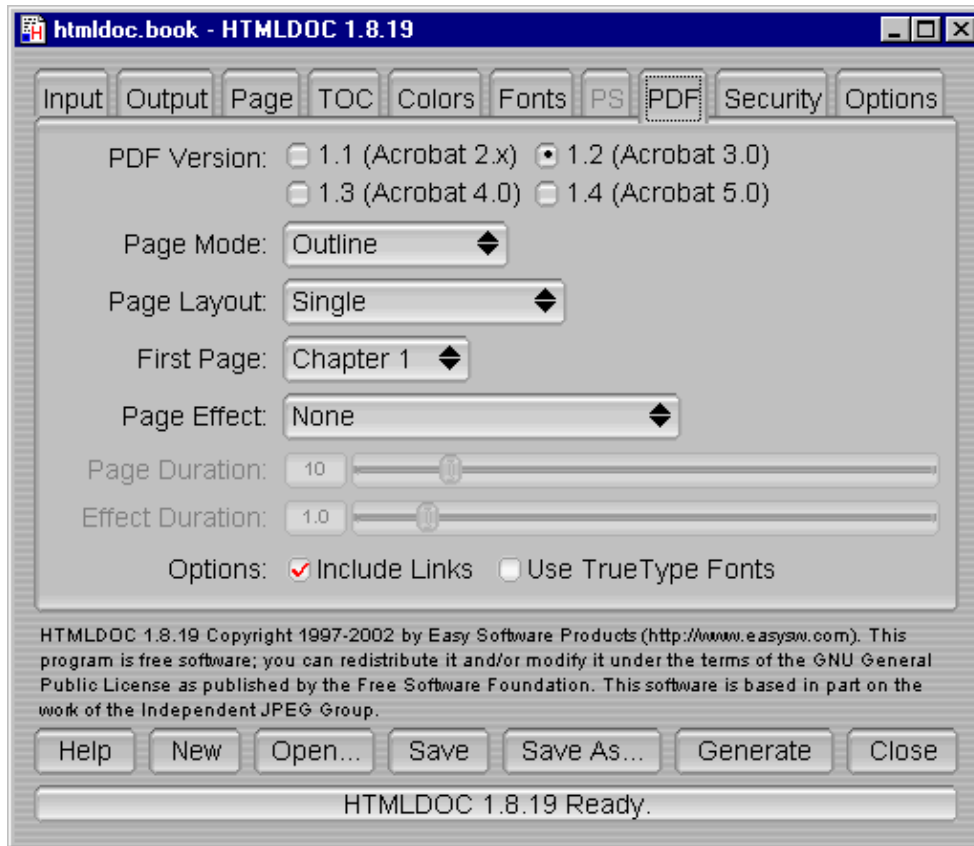 htmldoc.book - HTMLDOC 1.8.19
Input Output Page TOC Colors Fonts PS PDF Security Options
PDF Version: 1.1 (Acrobat 2.x) 1.2 (Acrobat 3.0)
1.3 (Acrobat 4.0) 1.4 (Acrobat 5.0)
Page Mode: Outline
Page Layout: Single
First Page: Chapter 1
Page Effect: None
Page Duration: 10
Effect Duration: 1.0
Options: Include Links Use TrueType Fonts
HTMLDOC 1.8.19 Copyright 1997-2002 by Easy Software Products (http://www.easysw.com). This
program is free software; you can redistribute it and/or modify it under the terms of the GNU General
Public License as published by the Free Software Foundation. This software is based in part on the
work of the Independent JPEG Group.
Help New Open... Save Save As... Generate Close
HTMLDOC 1.8.19 Ready.